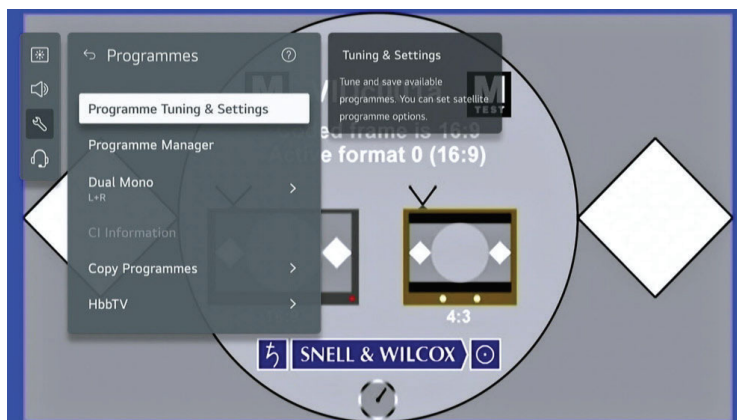 Programmes
Programme Tuning & Settings
Programme Manager
Dual Mono
L+R
CI Information
Copy Programmes
HbbTV
Tuning & Settings
Tune and save available
programmes. You can set satellite
programme options.
M
TEST
frame is 16:9
Active format 0 (16:9)
4:3
SNELL & WILCOX